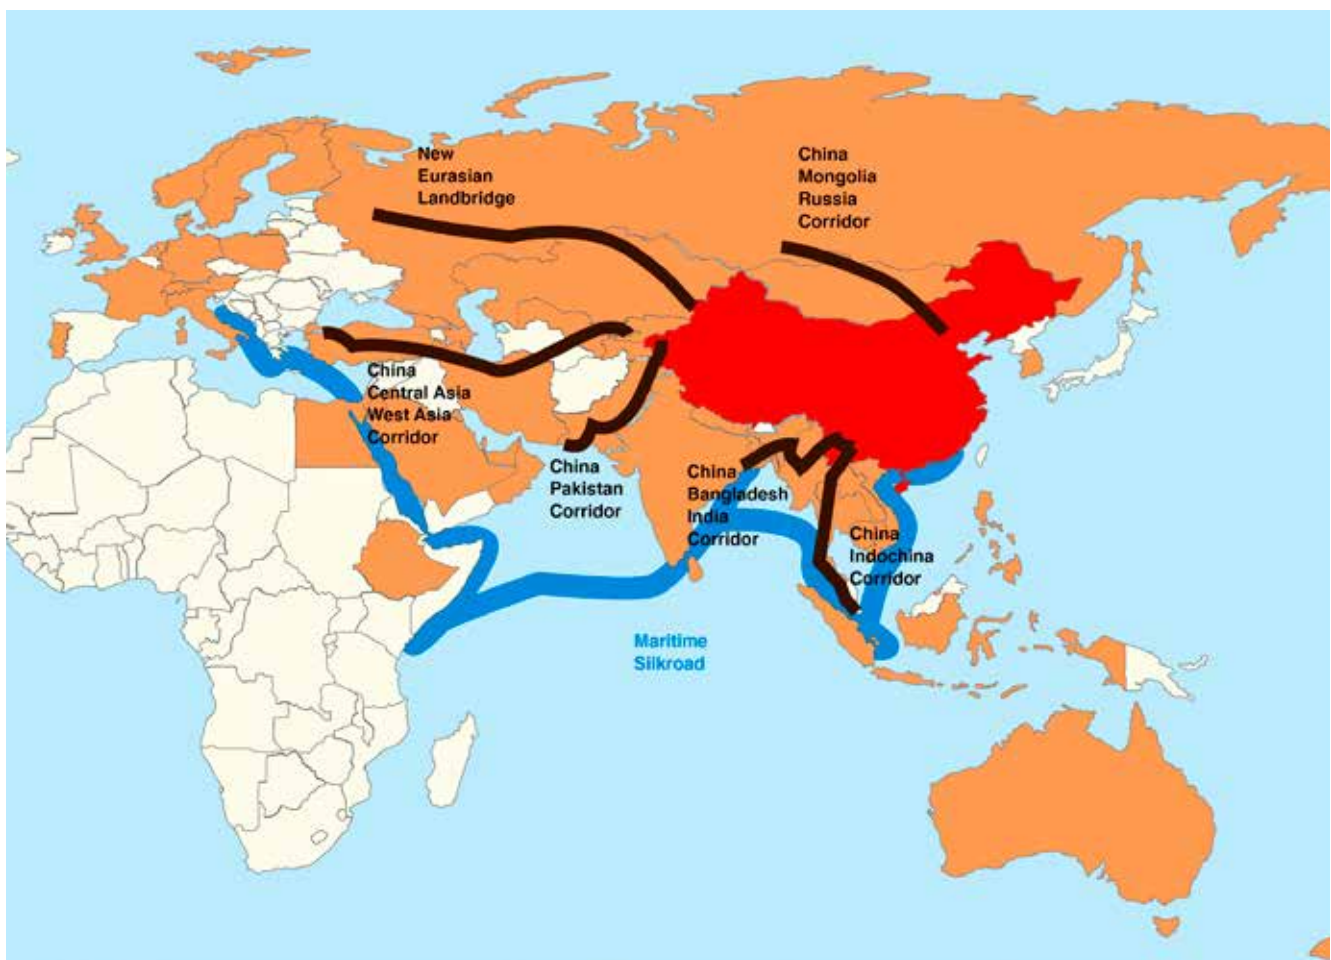 New
Eurasian
Landbridge
China
Mongolia
Russia
Corridor
China
Central Asia
West Asia
Corridor
China
Pakistan
Corridor
China
Bangladesh
India
Corridor
China
Indochina
Corridor
Maritime
Silkroad